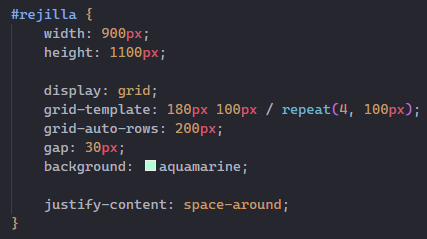 #rejilla {
    width: 900px;
    height: 1100px;

    display: grid;
    grid-template: 180px 100px / repeat(4, 100px);
    grid-auto-rows: 200px;
    gap: 30px;
    background: aquamarine;

    justify-content: space-around;
}